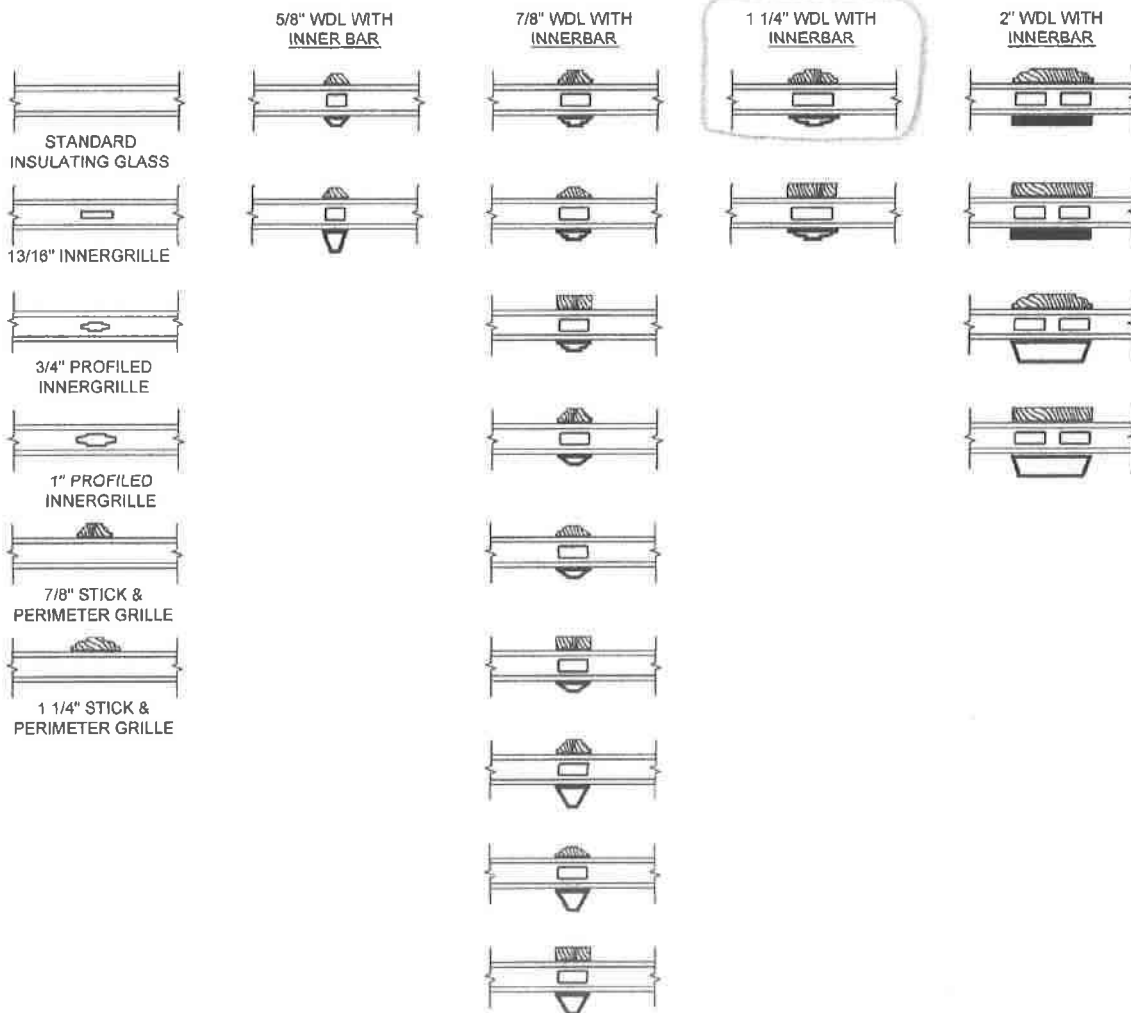 5/8" WDL WITH
INNER BAR
7/8" WDL WITH
INNERBAR
1 1/4" WDL WITH
INNERBAR
2" WDL WITH
INNERBAR
STANDARD
INSULATING GLASS
13/16" INNERGRILLE
3/4" PROFILED
INNERGRILLE
1" PROFILED
INNERGRILLE
7/8" STICK &
PERIMETER GRILLE
1 1/4" STICK &
PERIMETER GRILLE